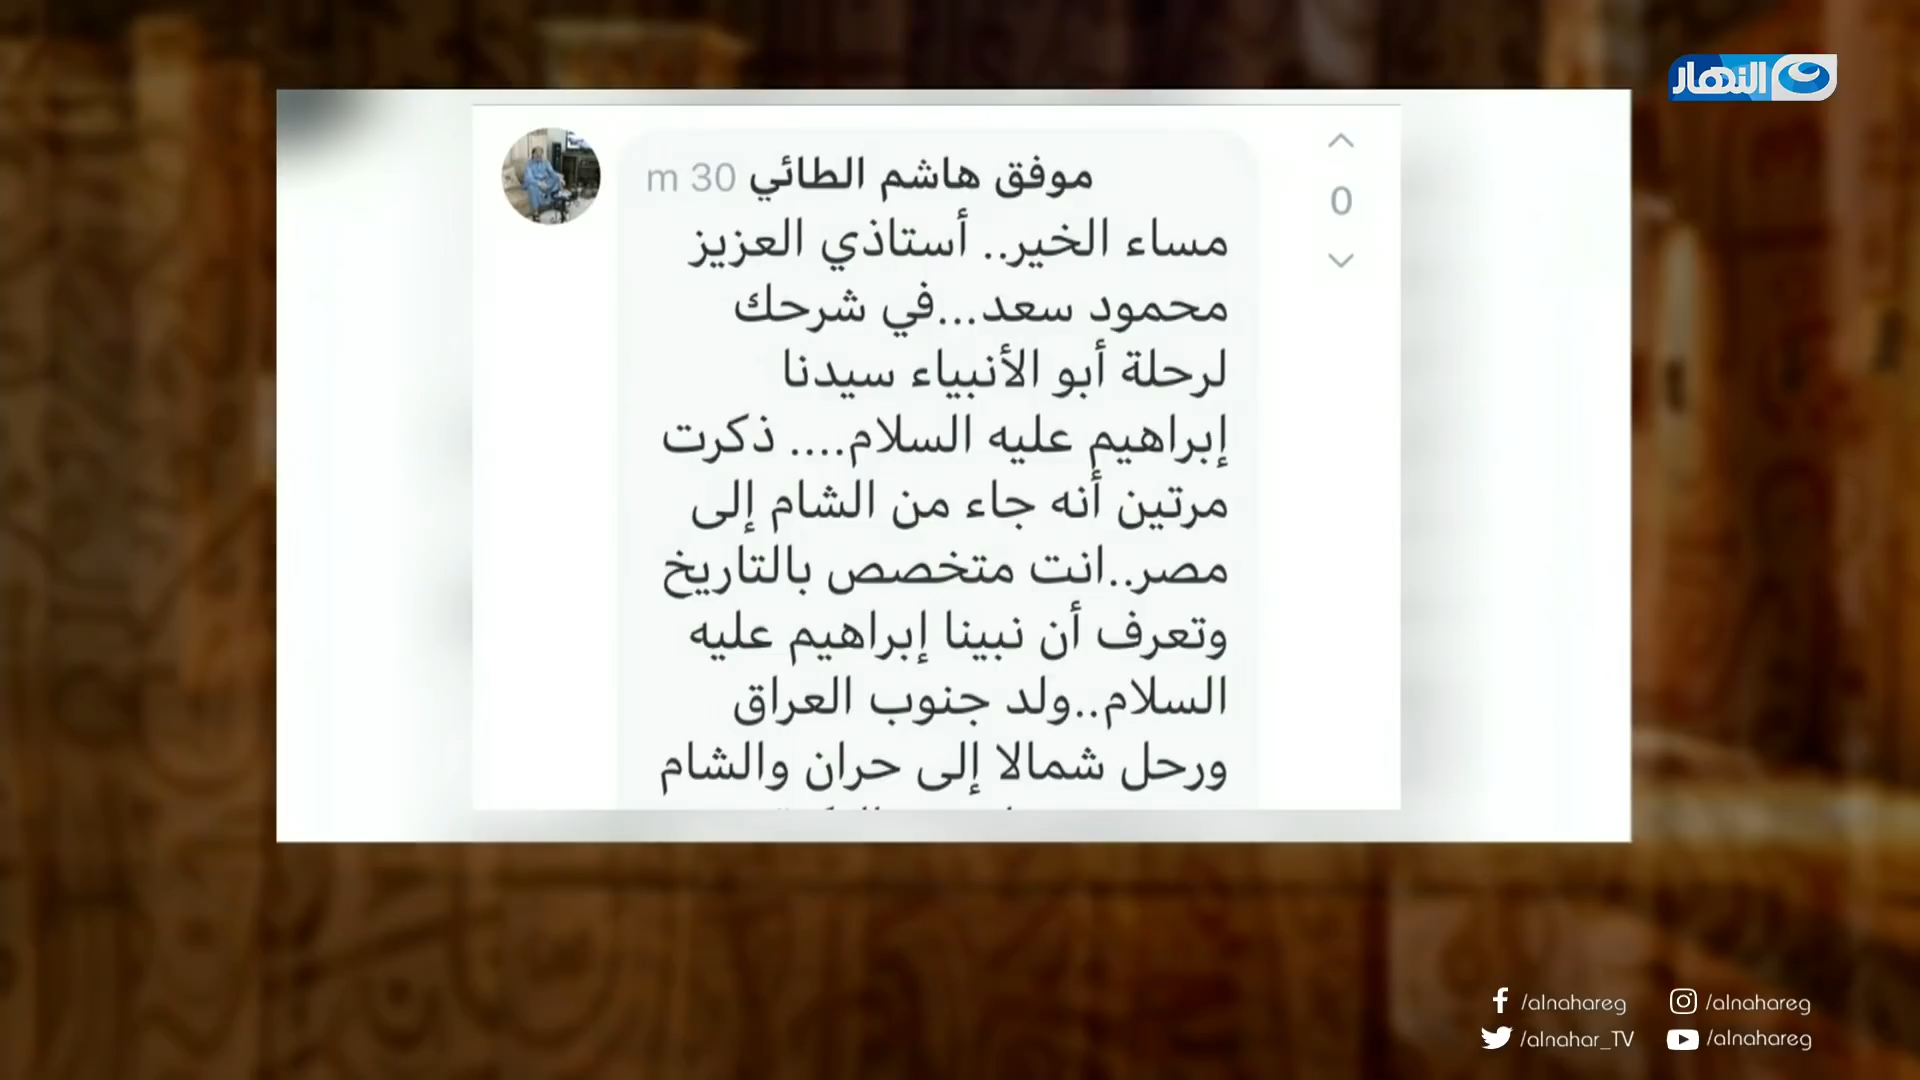 النهار
موفق هاشم الطائي 30 m
0
مساء الخير.. أستاذي العزيز
محمود سعد...في شرحك
لرحلة أبو الأنبياء سيدنا
إبراهيم عليه السلام.... ذكرت
مرتين أنه جاء من الشام إلى
مصر..انت متخصص بالتاريخ
وتعرف أن نبينا إبراهيم عليه
السلام..ولد جنوب العراق
ورحل شمالا إلى حران والشام
/alnahareg
/alnahareg
/alnahar_TV
/alnahareg